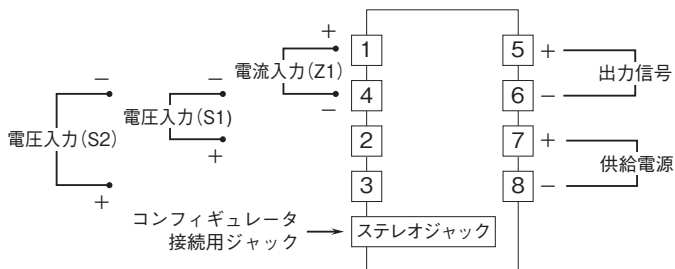 +
電流入力(Z1)
−
−
電圧入力(S1)
+
−
電圧入力(S2)
+
1
4
2
3
5 +
6 −
出力信号
7 +
8 −
供給電源
コンフィギュレータ
接続用ジャック
ステレオジャック